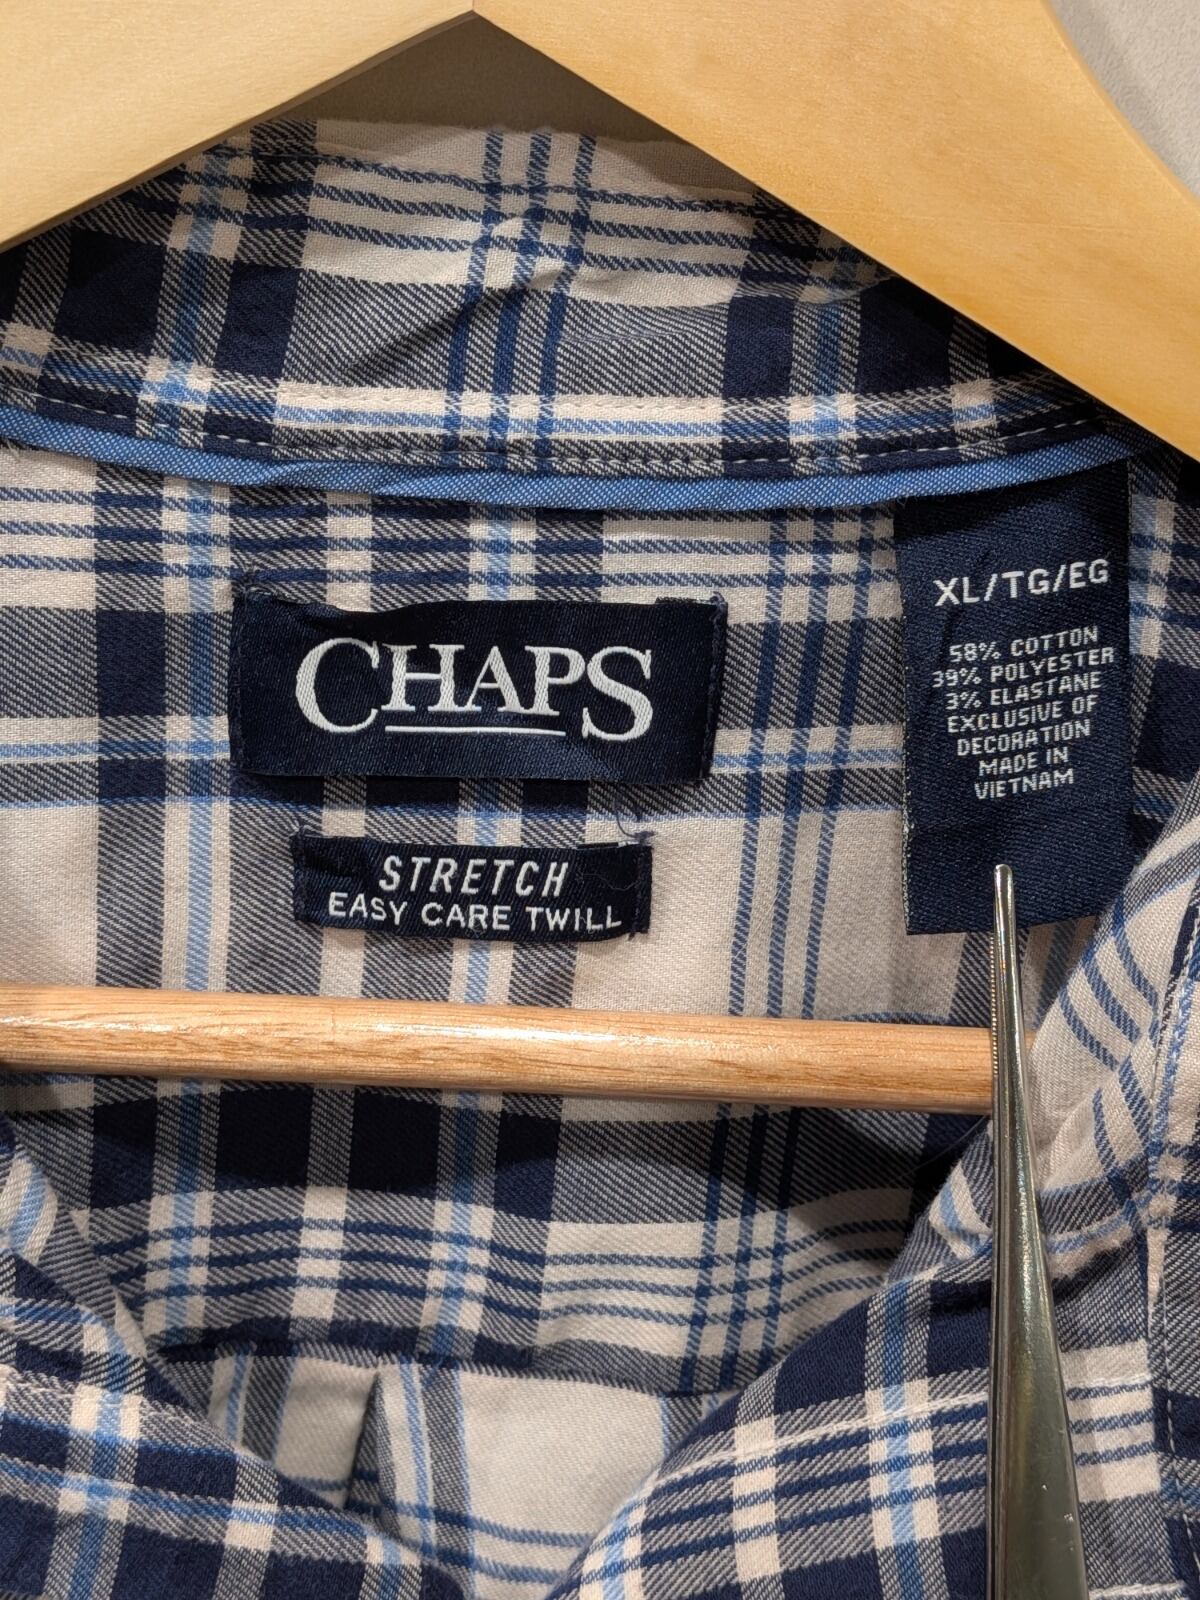 CHAPS
STRETCH
EASY CARE TWILL
XL/TG/EG
58% COTTON
39% POLYESTER
3% ELASTANE
EXCLUSIVE OF
DECORATION
MADE IN
VIETNAM